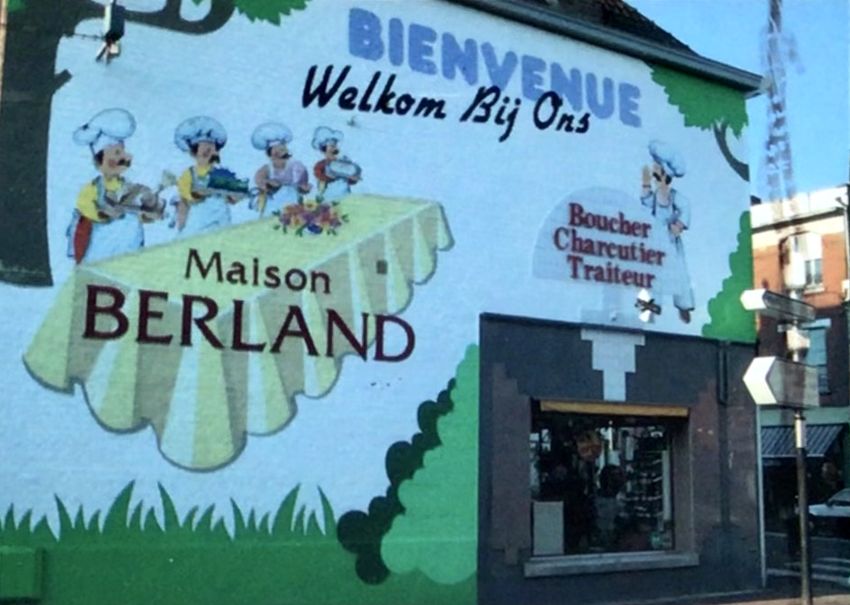 BIENVENUE
Welkom Bij Ons
Boucher
Charcutier
Traiteur
Maison
BERLAND